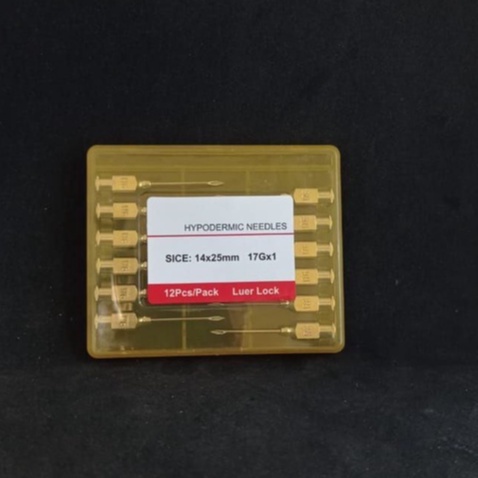 HYPODERMIC NEEDLES
SICE: 14x25mm 17Gx1
12Pcs/Pack Luer Lock